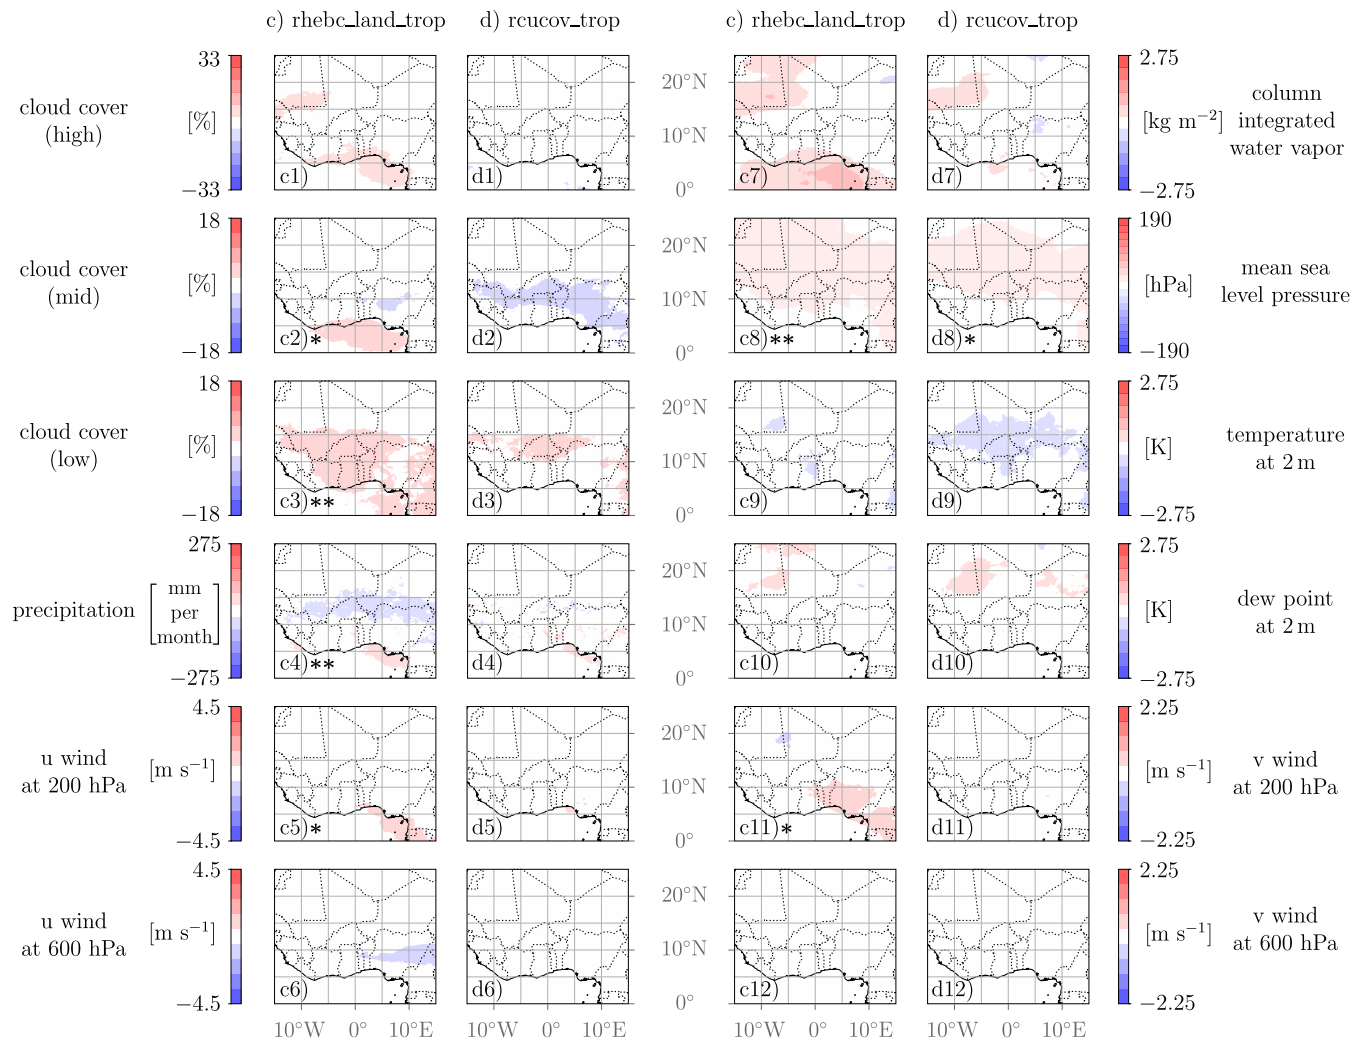 c) rhebc_land_trop d) rcucov_trop c) rhebc_land_trop d) rcucov_trop
33 20°N 2.75
cloud cover
(high)
[%] 10°N [kg m−2]
column
integrated
water vapor
c1) d1) c7) d7)
−33 0° −2.75
18 20°N 190
cloud cover
(mid)
[%] 10°N [hPa]
mean sea
level pressure
c2)* d2) c8)** d8)*
−18 0° −190
18 20°N 2.75
cloud cover
(low)
[%] 10°N [K]
temperature
at 2 m
c3)** d3) c9) d9)
−18 0° −2.75
275 20°N 2.75
precipitation
mm
per
month
10°N [K]
dew point
at 2 m
c4)** d4) c10) d10)
−275 0° −2.75
4.5 20°N 2.25
u wind
at 200 hPa
[m s−1] 10°N [m s−1]
v wind
at 200 hPa
c5)* d5) c11)* d11)
−4.5 0° −2.25
4.5 20°N 2.25
u wind
at 600 hPa
[m s−1] 10°N [m s−1]
v wind
at 600 hPa
c6) d6) c12) d12)
−4.5 0° −2.25
10°W 0° 10°E 10°W 0° 10°E 10°W 0° 10°E 10°W 0° 10°E